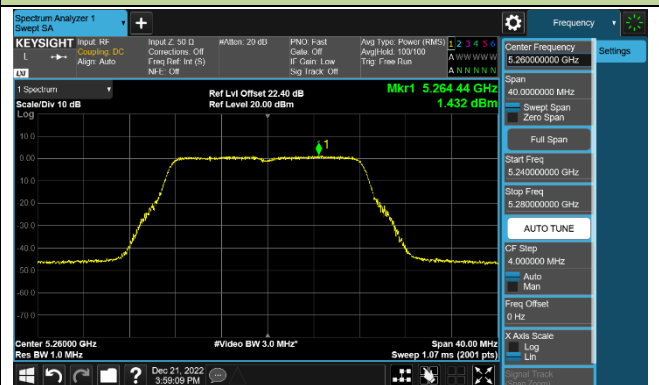 Spectrum Analyzer 1
Swept SA
Frequency
KEYSIGHT
L
LXI
Input: RF
Coupling: DC
Align: Auto
Input Z: 50 Ω
Corrections: Off
Freq Ref: Int (S)
NFE: Off
#Atten: 20 dB
PNO: Fast
Gate: Off
IF Gain: Low
Sig Track: Off
Avg Type: Power (RMS)
Avg|Hold: 100/100
Trig: Free Run
1 2 3 4 5 6
A W W W W W
A N N N N N
1 Spectrum
Scale/Div 10 dB
Log
Ref Lvl Offset 22.40 dB
Ref Level 20.00 dBm
Mkr1 5.264 44 GHz
1.432 dBm
1
10.0
0.00
-10.0
-20.0
-30.0
-40.0
-50.0
-60.0
-70.0
Center 5.26000 GHz
Res BW 1.0 MHz
#Video BW 3.0 MHz*
Span 40.00 MHz
Sweep 1.07 ms (2001 pts)
Dec 21, 2022
3:59:09 PM
Center Frequency
5.260000000 GHz
Settings
Span
40.0000000 MHz
Swept Span
Zero Span
Full Span
Start Freq
5.240000000 GHz
Stop Freq
5.280000000 GHz
AUTO TUNE
CF Step
4.000000 MHz
Auto
Man
Freq Offset
0 Hz
X Axis Scale
Log
Lin
Signal Track
(Span Zoom)